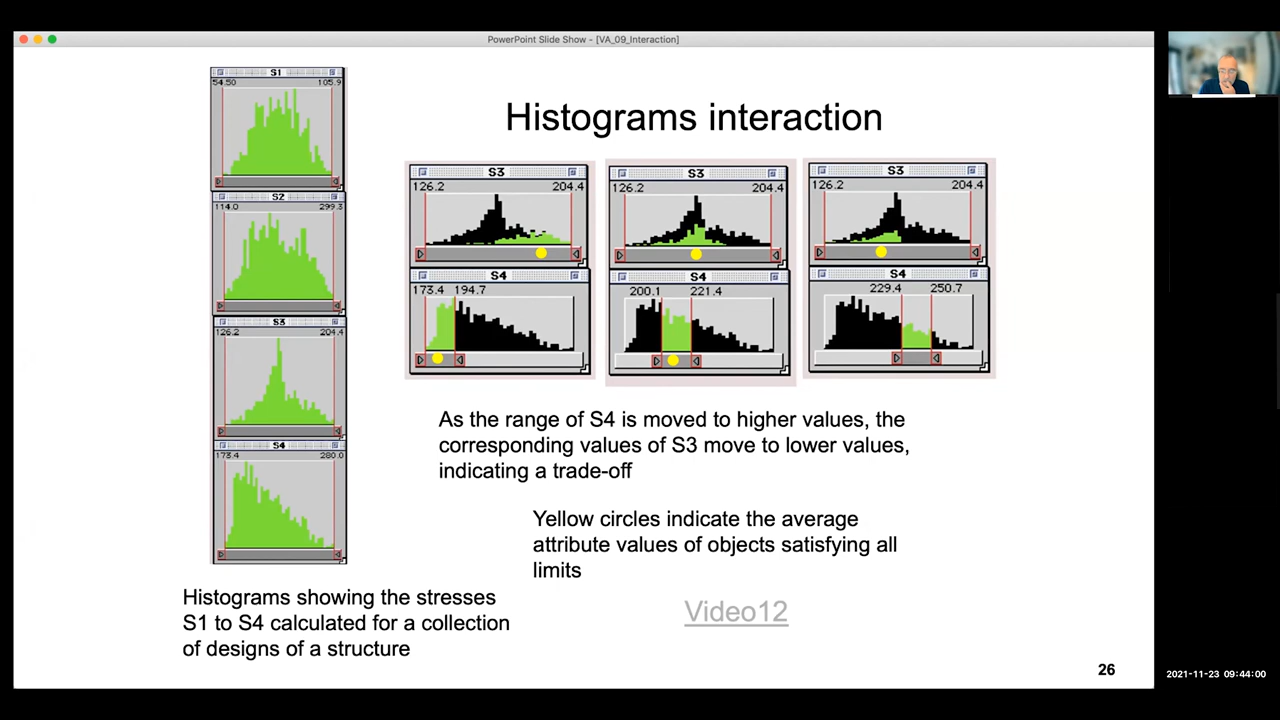 PowerPoint Slide Show - [VA_09_Interaction]
Histograms interaction
S1
54.50 105.9
S2
114.0 299.3
S3
126.2 204.4
S4
173.4 280.0
S3
126.2 204.4
S4
173.4 194.7
S3
126.2 204.4
S4
200.1 221.4
S3
126.2 204.4
S4
229.4 250.7
As the range of S4 is moved to higher values, the
corresponding values of S3 move to lower values,
indicating a trade-off
Yellow circles indicate the average
attribute values of objects satisfying all
limits
Video12
Histograms showing the stresses
S1 to S4 calculated for a collection
of designs of a structure
26
2021-11-23 09:44:00